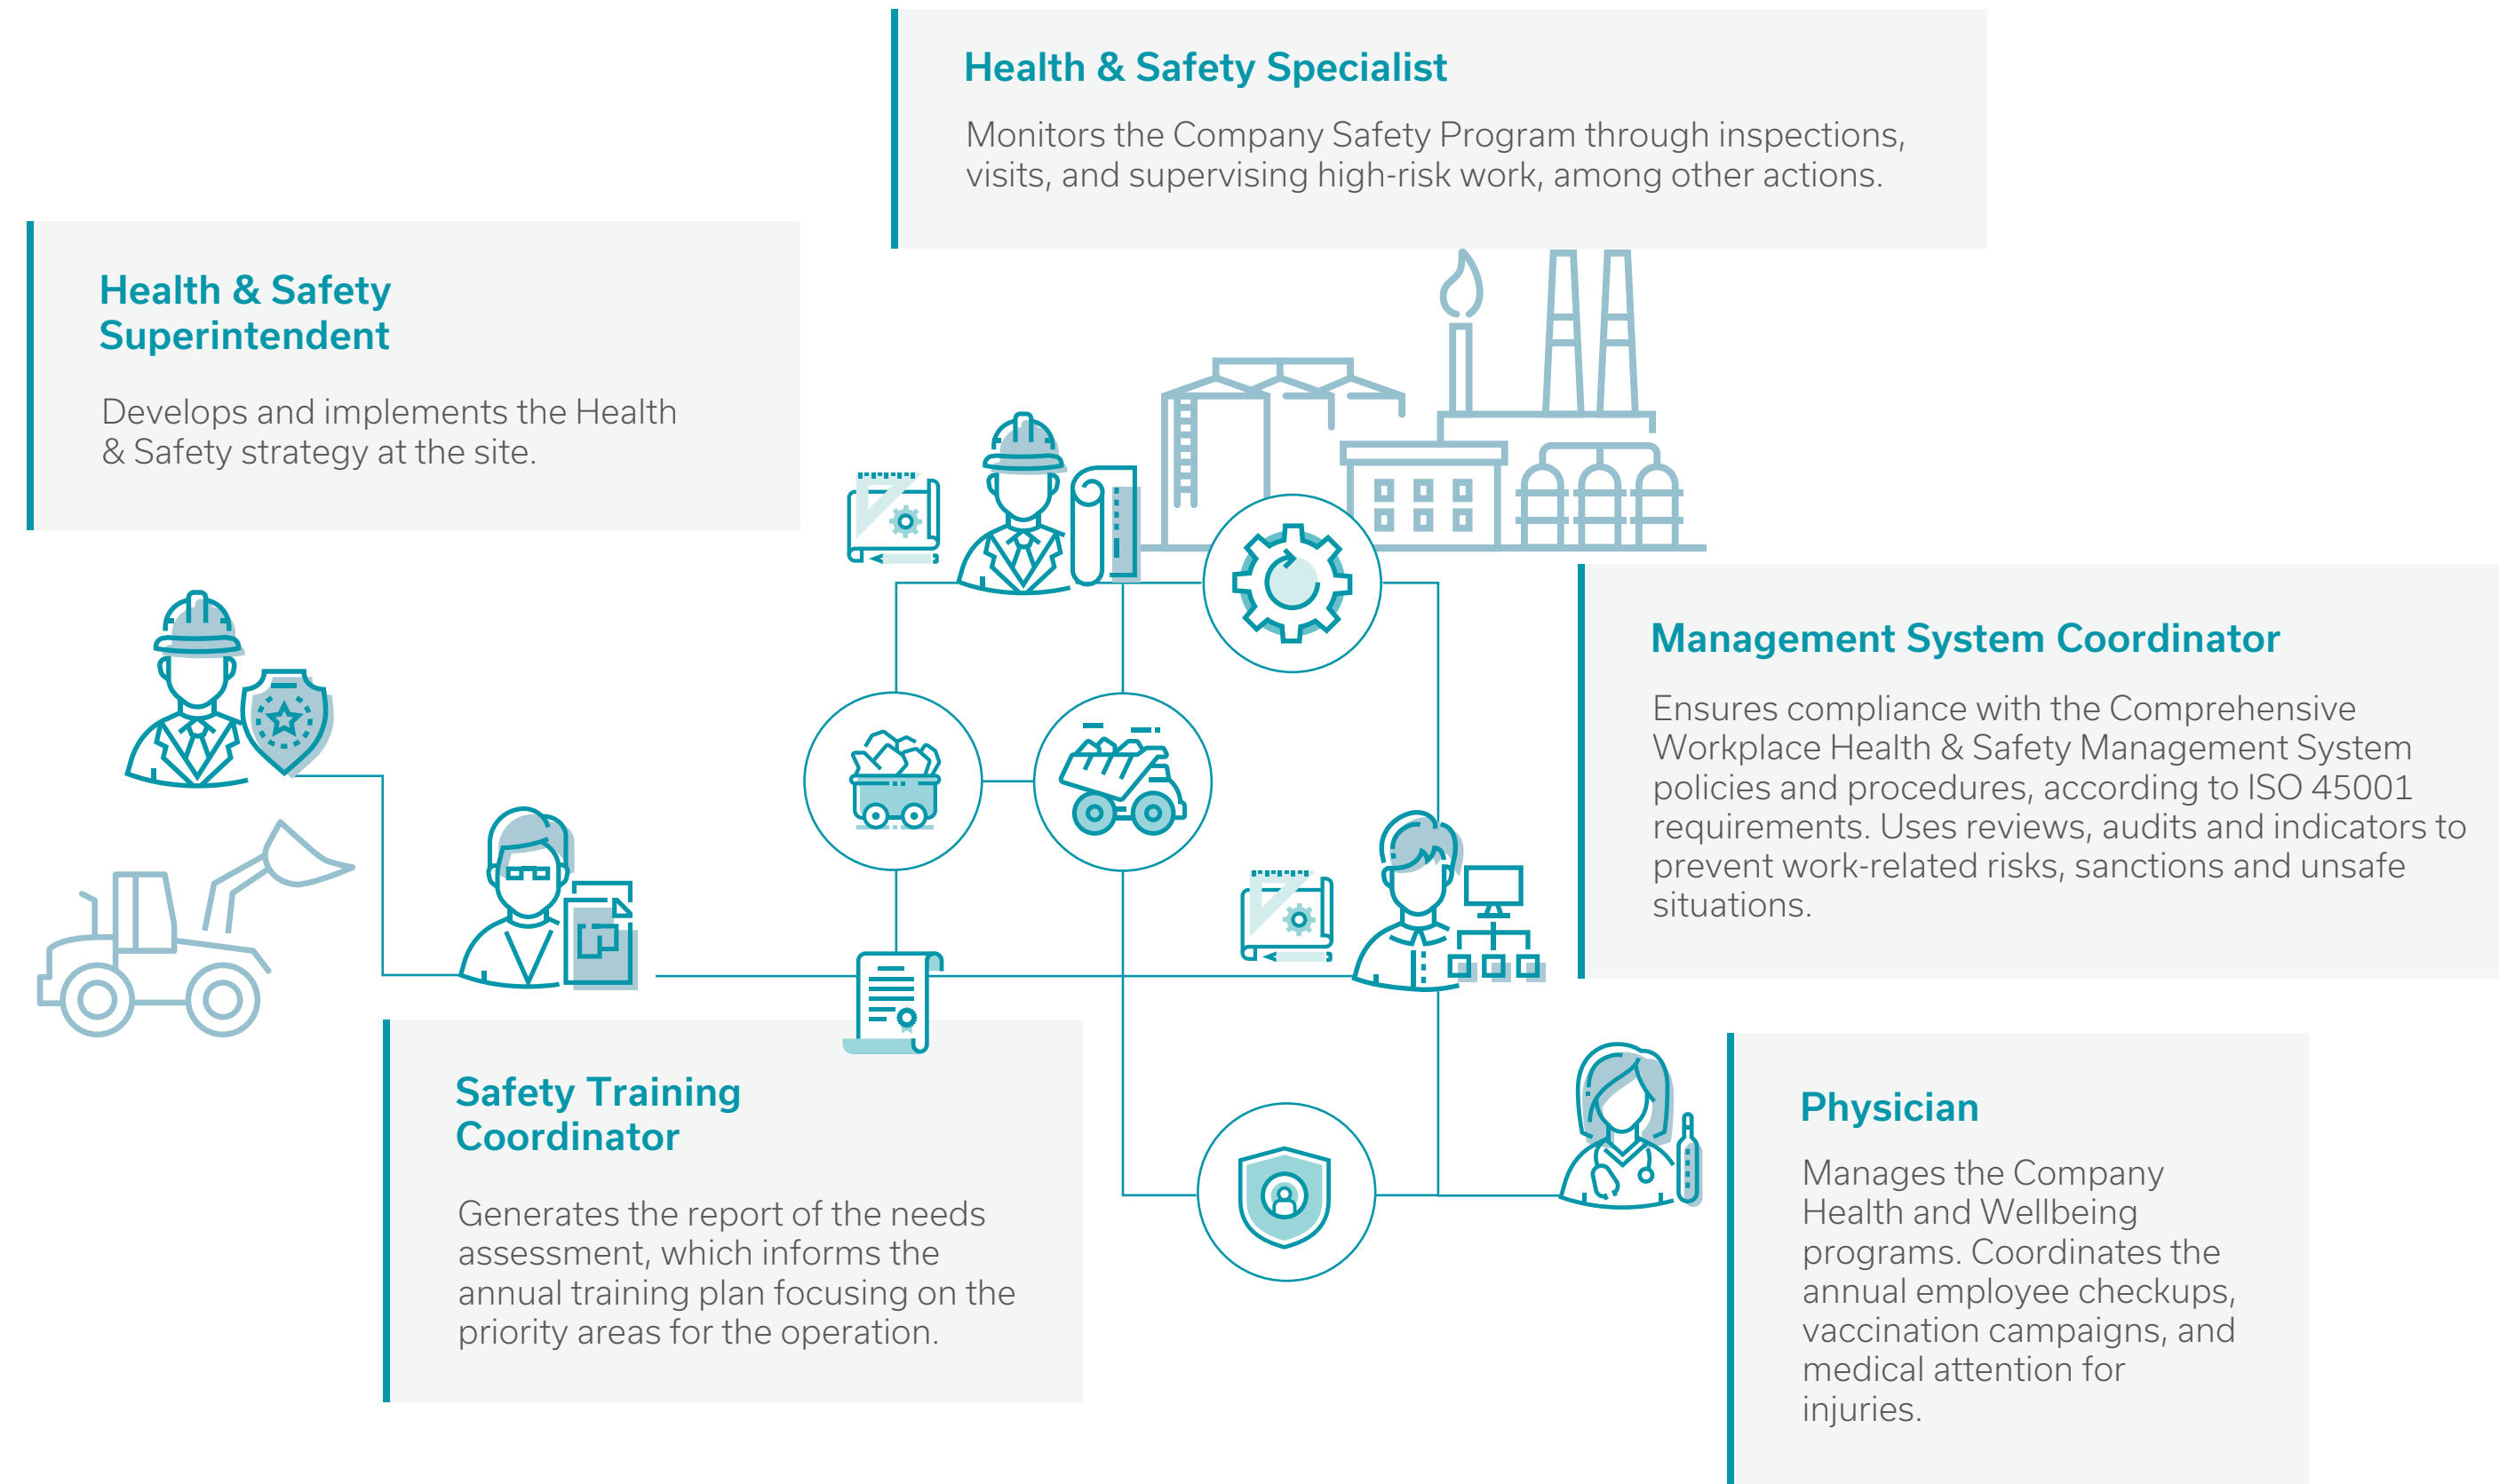 Health & Safety Specialist
Monitors the Company Safety Program through inspections,
visits, and supervising high-risk work, among other actions.
Health & Safety
Superintendent
Develops and implements the Health
& Safety strategy at the site.
Management System Coordinator
Ensures compliance with the Comprehensive
Workplace Health & Safety Management System
policies and procedures, according to ISO 45001
requirements. Uses reviews, audits and indicators to
prevent work-related risks, sanctions and unsafe
situations.
Safety Training
Coordinator
Generates the report of the needs
assessment, which informs the
annual training plan focusing on the
priority areas for the operation.
Physician
Manages the Company
Health and Wellbeing
programs. Coordinates the
annual employee checkups,
vaccination campaigns, and
medical attention for
injuries.